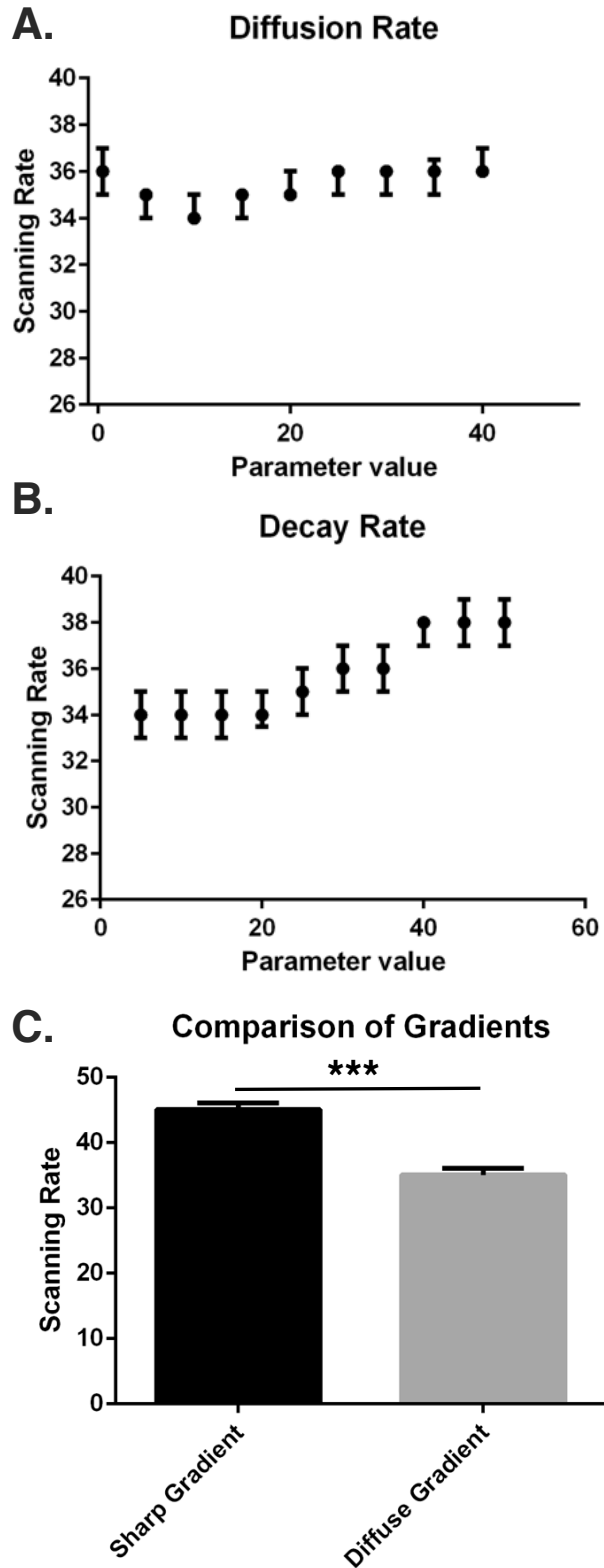 A.
Diffusion Rate
Scanning Rate
40
38
36
34
32
30
28
26
0 20 40
Parameter value
B.
Decay Rate
Scanning Rate
40
38
36
34
32
30
28
26
0 20 40 60
Parameter value
C.
Comparison of Gradients
***
Scanning Rate
50
40
30
20
10
0
Sharp Gradient
Diffuse Gradient